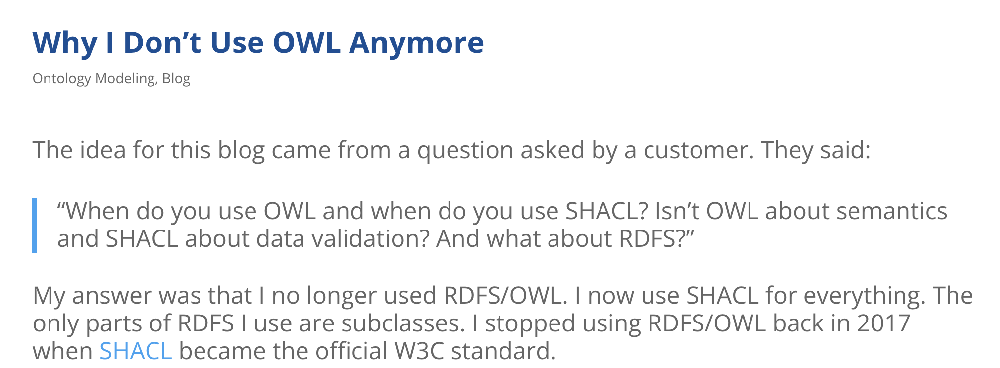 Why I Don’t Use OWL Anymore
Ontology Modeling, Blog
The idea for this blog came from a question asked by a customer. They said:
“When do you use OWL and when do you use SHACL? Isn’t OWL about semantics
and SHACL about data validation? And what about RDFS?”
My answer was that I no longer used RDFS/OWL. I now use SHACL for everything. The
only parts of RDFS I use are subclasses. I stopped using RDFS/OWL back in 2017
when SHACL became the official W3C standard.